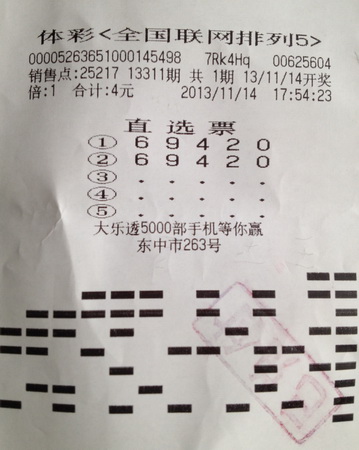 体彩<全国联网排列5>
00005263651000145498 7Rk4Hq 00625604
销售点:25217 13311期 共 1期 13/11/14开奖
倍:1 合计:4元 2013/11/14 17:54:23
直选票
① 6 9 4 2 0
② 6 9 4 2 0
③ . . . . .
④ . . . . .
⑤ . . . . .
大乐透5000部手机等你赢
东中市263号